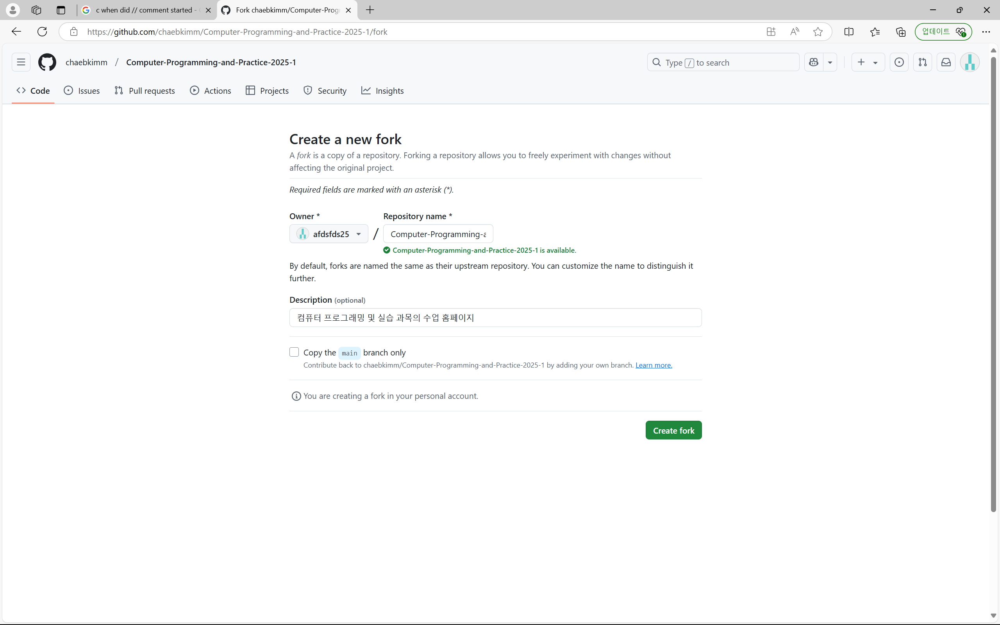 c when did // comment started -
Fork chaebkimm/Computer-Prog
https://github.com/chaebkimm/Computer-Programming-and-Practice-2025-1/fork
업데이트
chaebkimm / Computer-Programming-and-Practice-2025-1
Type / to search
Code Issues Pull requests Actions Projects Security Insights
Create a new fork
A fork is a copy of a repository. Forking a repository allows you to freely experiment with changes without
affecting the original project.
Required fields are marked with an asterisk (*).
Owner * Repository name *
afdsfds25 / Computer-Programming-a
Computer-Programming-and-Practice-2025-1 is available.
By default, forks are named the same as their upstream repository. You can customize the name to distinguish it
further.
Description (optional)
컴퓨터 프로그래밍 및 실습 과목의 수업 홈페이지
Copy the main branch only
Contribute back to chaebkimm/Computer-Programming-and-Practice-2025-1 by adding your own branch. Learn more.
You are creating a fork in your personal account.
Create fork